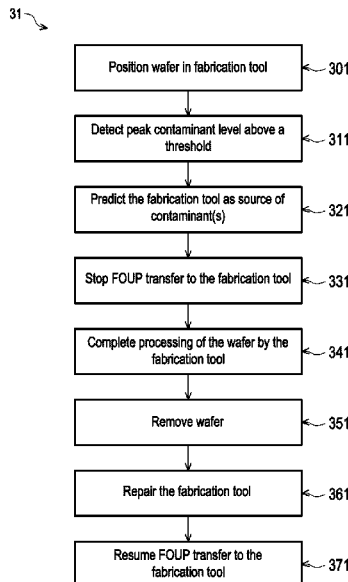 31
Position wafer in fabrication tool
301
Detect peak contaminant level above a
threshold
311
Predict the fabrication tool as source of
contaminant(s)
321
Stop FOUP transfer to the fabrication tool
331
Complete processing of the wafer by the
fabrication tool
341
Remove wafer
351
Repair the fabrication tool
361
Resume FOUP transfer to the
fabrication tool
371